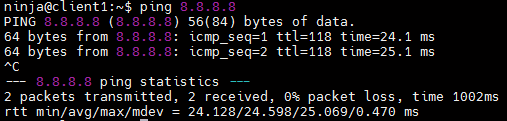 ninja@client1:~$ ping 8.8.8.8
PING 8.8.8.8 (8.8.8.8) 56(84) bytes of data.
64 bytes from 8.8.8.8: icmp_seq=1 ttl=118 time=24.1 ms
64 bytes from 8.8.8.8: icmp_seq=2 ttl=118 time=25.1 ms
^C
--- 8.8.8.8 ping statistics ---
2 packets transmitted, 2 received, 0% packet loss, time 1002ms
rtt min/avg/max/mdev = 24.128/24.598/25.069/0.470 ms